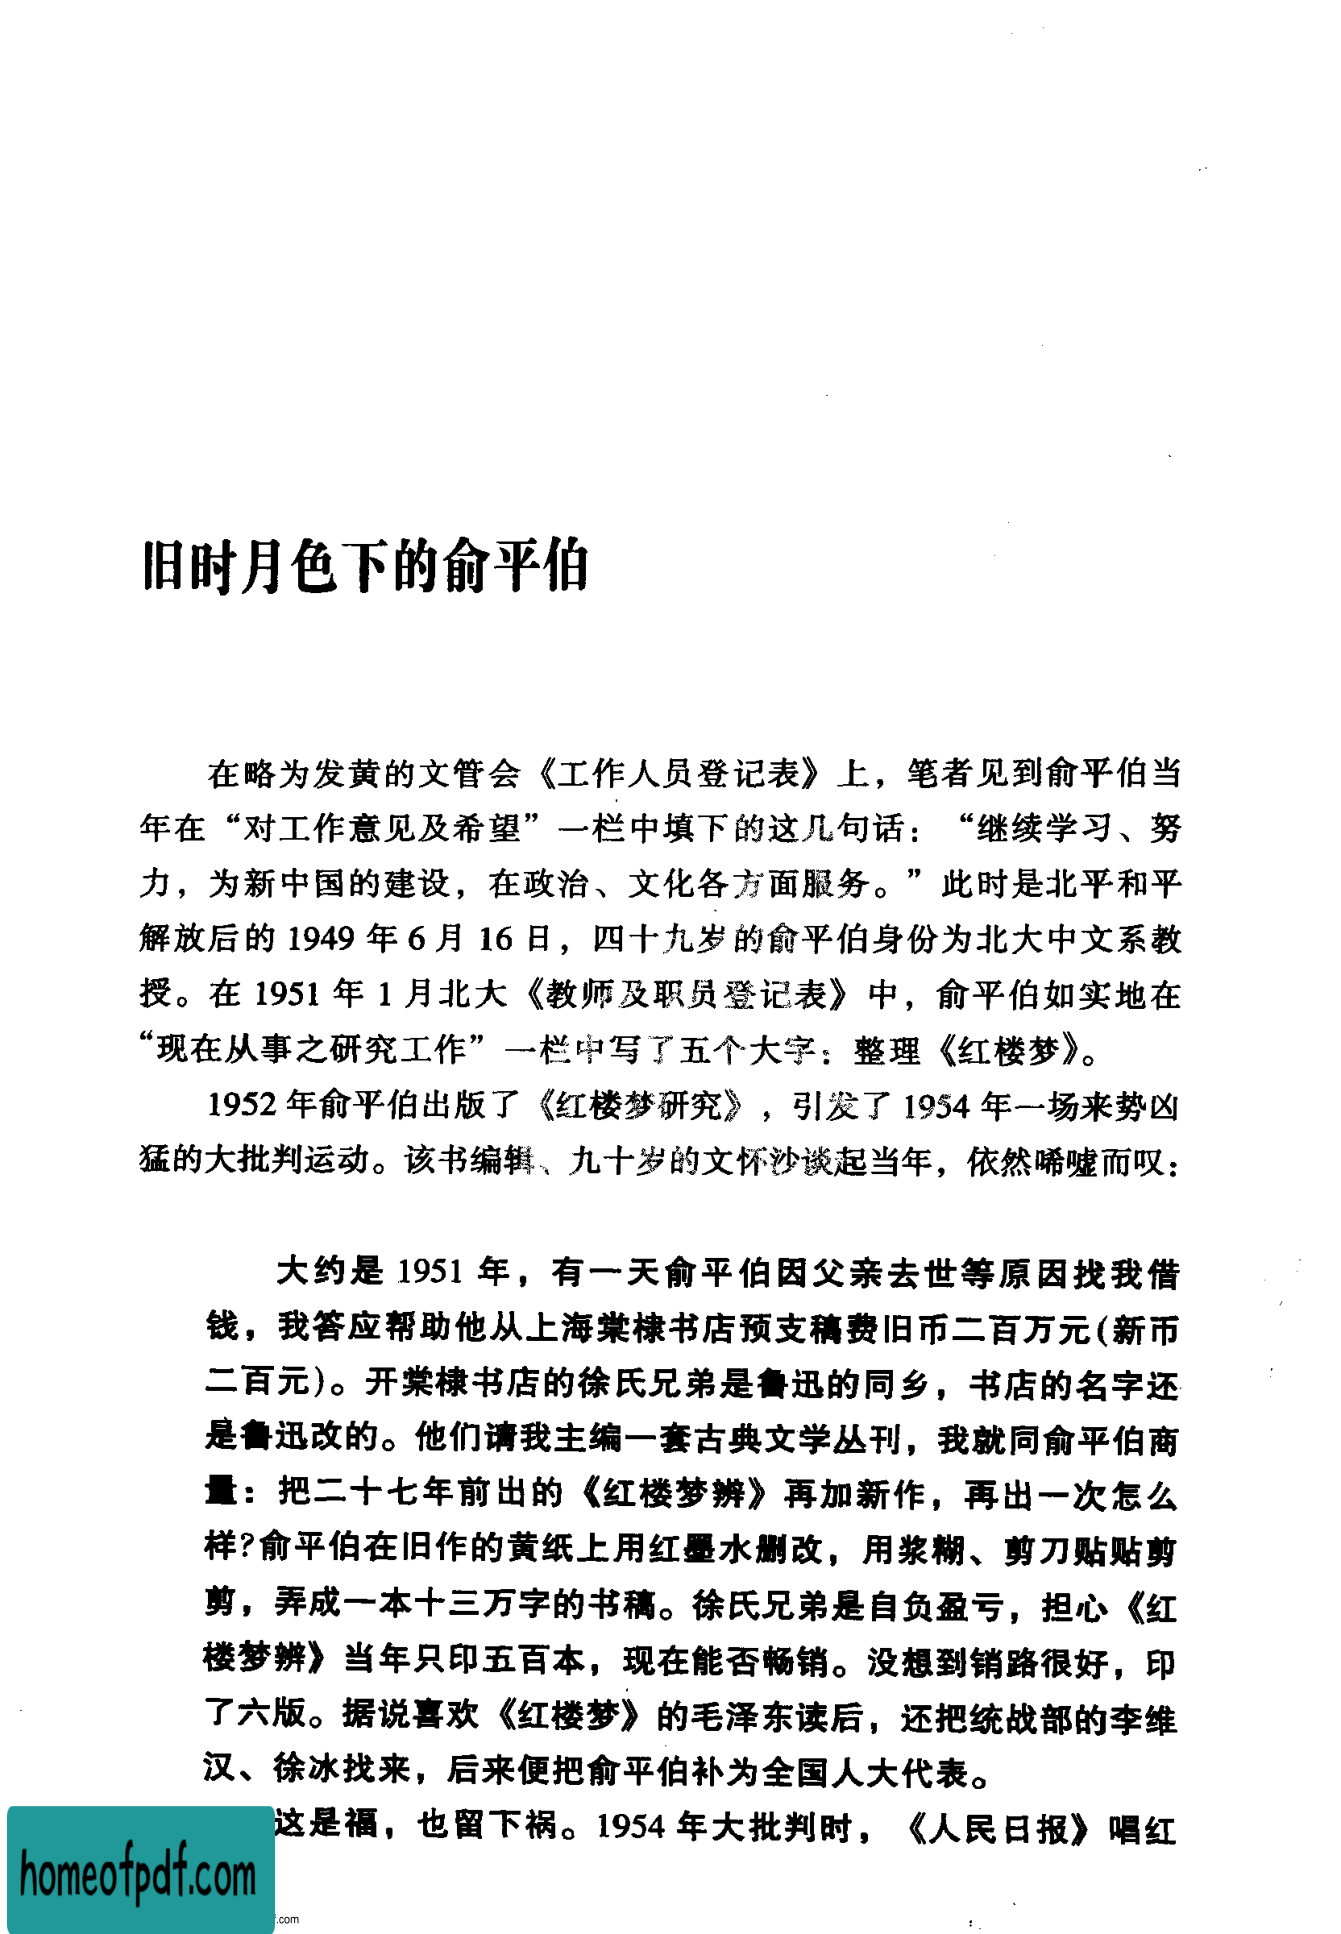 旧时月色下的俞平伯
在略为发黄的文管会《工作人员登记表》上，笔者见到俞平伯当
年在“对工作意见及希望”一栏中填下的这几句话：“继续学习、努
力，为新中国的建设，在政治、文化各方面服务。”此时是北平和平
解放后的 1949 年 6 月 16 日，四十九岁的俞平伯身份为北大中文系教
授。在 1951 年 1 月北大《教师及职员登记表》中，俞平伯如实地在
“现在从事之研究工作”一栏中写了五个大字：整理《红楼梦》。
1952 年俞平伯出版了《红楼梦研究》，引发了 1954 年一场来势凶
猛的大批判运动。该书编辑、九十岁的文怀沙谈起当年，依然唏嘘而叹：
大约是 1951 年，有一天俞平伯因父亲去世等原因找我借
钱，我答应帮助他从上海棠棣书店预支稿费旧币二百万元(新币
二百元)。开棠棣书店的徐氏兄弟是鲁迅的同乡，书店的名字还
是鲁迅改的。他们请我主编一套古典文学丛刊，我就同俞平伯商
量：把二十七年前出的《红楼梦辨》再加新作，再出一次怎么
样?俞平伯在旧作的黄纸上用红墨水删改，用浆糊、剪刀贴贴剪
剪，弄成一本十三万字的书稿。徐氏兄弟是自负盈亏，担心《红
楼梦辨》当年只印五百本，现在能否畅销。没想到销路很好，印
了六版。据说喜欢《红楼梦》的毛泽东读后，还把统战部的李维
汉、徐冰找来，后来便把俞平伯补为全国人大代表。
这是福，也留下祸。1954 年大批判时，《人民日报》唱红
homeofpdf.com
f.com